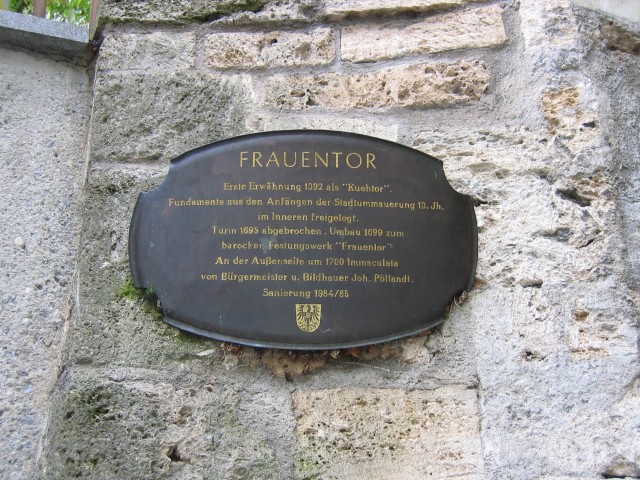 FRAUENTOR
Erste Erwähnung 1392 als "Kuehtor".
Fundamente aus den Anfängen der Stadtummauerung 13. Jh.
im Inneren freigelegt.
Turm 1695 abgebrochen. Umbau 1699 zum
barocken Festungswerk "Frauentor"
An der Außenseite um 1700 Immaculata
von Bürgermeister u. Bildhauer Joh. Pöllandt.
Sanierung 1984/85